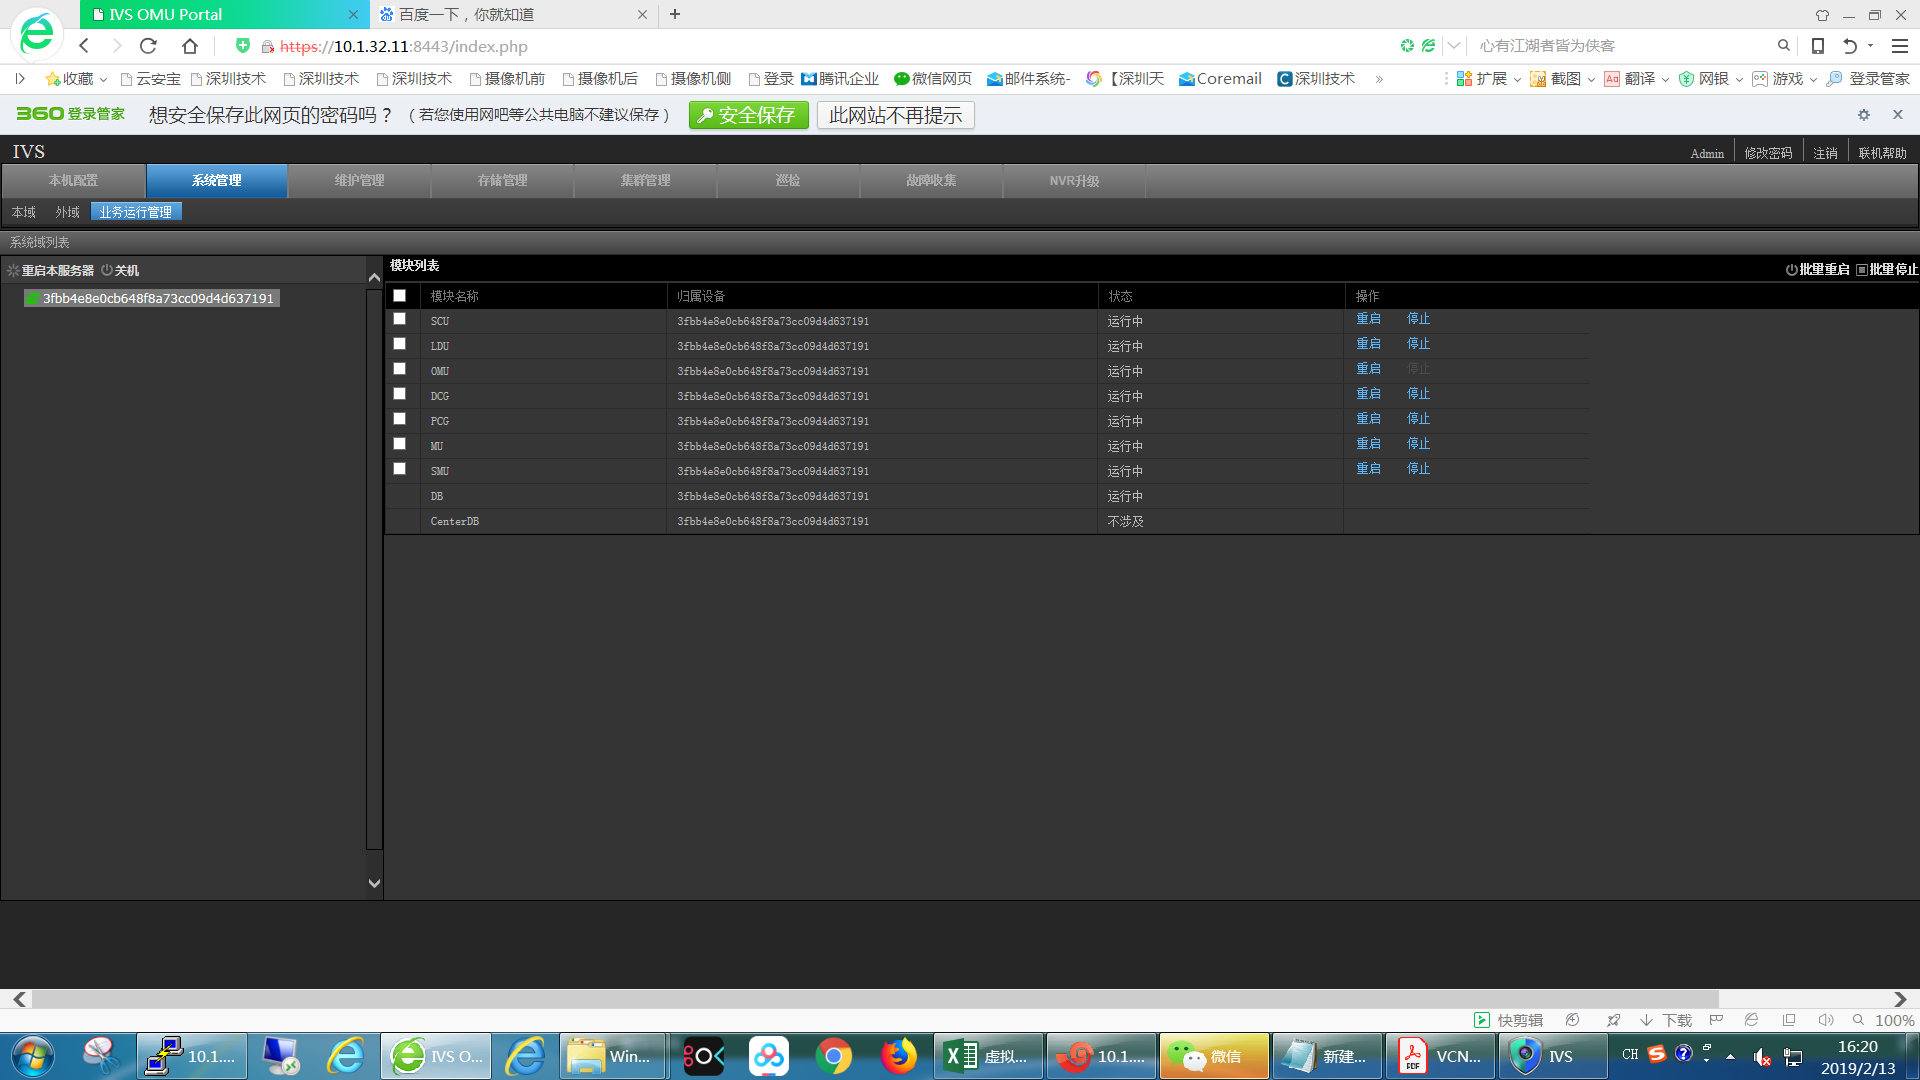 IVS OMU Portal
百度一下，你就知道
https://10.1.32.11:8443/index.php
心有江湖者皆为侠客
收藏 云安宝 深圳技术 深圳技术 深圳技术 摄像机前 摄像机后 摄像机侧 登录 腾讯企业 微信网页 邮件系统- 【深圳天 Coremail 深圳技术 » 扩展 截图 翻译 网银 游戏 登录管家
360登录管家 想安全保存此网页的密码吗？（若您使用网吧等公共电脑不建议保存） 安全保存 此网站不再提示
IVS
Admin 修改密码 注销 联机帮助
本机配置 系统管理 维护管理 存储管理 集群管理 巡检 故障收集 NVR升级
本域 外域 业务运行管理
系统域列表
重启本服务器 关机
3fbb4e8e0cb648f8a73cc09d4d637191
模块列表
批量重启 批量停止
模块名称 归属设备 状态 操作
SCU 3fbb4e8e0cb648f8a73cc09d4d637191 运行中 重启 停止
LDU 3fbb4e8e0cb648f8a73cc09d4d637191 运行中 重启 停止
OMU 3fbb4e8e0cb648f8a73cc09d4d637191 运行中 重启 停止
DCG 3fbb4e8e0cb648f8a73cc09d4d637191 运行中 重启 停止
PCG 3fbb4e8e0cb648f8a73cc09d4d637191 运行中 重启 停止
MU 3fbb4e8e0cb648f8a73cc09d4d637191 运行中 重启 停止
SMU 3fbb4e8e0cb648f8a73cc09d4d637191 运行中 重启 停止
DB 3fbb4e8e0cb648f8a73cc09d4d637191 运行中
CenterDB 3fbb4e8e0cb648f8a73cc09d4d637191 不涉及
快剪辑 下载 100%
10.1.... IVS O... Win... 虚拟... 10.1.... 微信 新建... VCN... IVS CH
16:20
2019/2/13